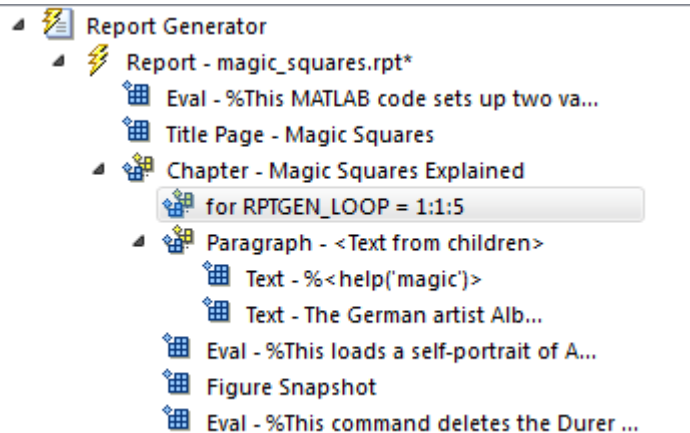 Report Generator
Report - magic_squares.rpt*
Eval - %This MATLAB code sets up two va...
Title Page - Magic Squares
Chapter - Magic Squares Explained
for RPTGEN_LOOP = 1:1:5
Paragraph - <Text from children>
Text - %<help('magic')>
Text - The German artist Alb...
Eval - %This loads a self-portrait of A...
Figure Snapshot
Eval - %This command deletes the Durer ...